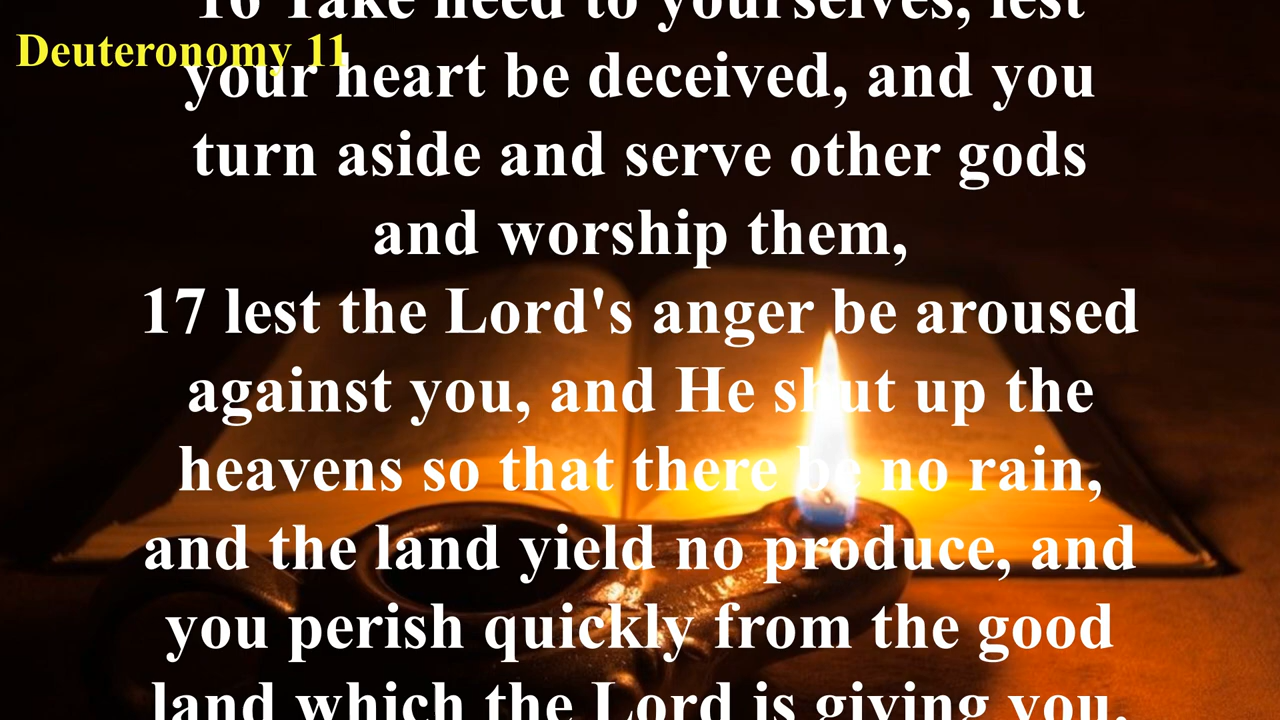 16 Take heed to yourselves, lest
Deuteronomy 11
your heart be deceived, and you
turn aside and serve other gods
and worship them,
17 lest the Lord's anger be aroused
against you, and He shut up the
heavens so that there be no rain,
and the land yield no produce, and
you perish quickly from the good
land which the Lord is giving you.